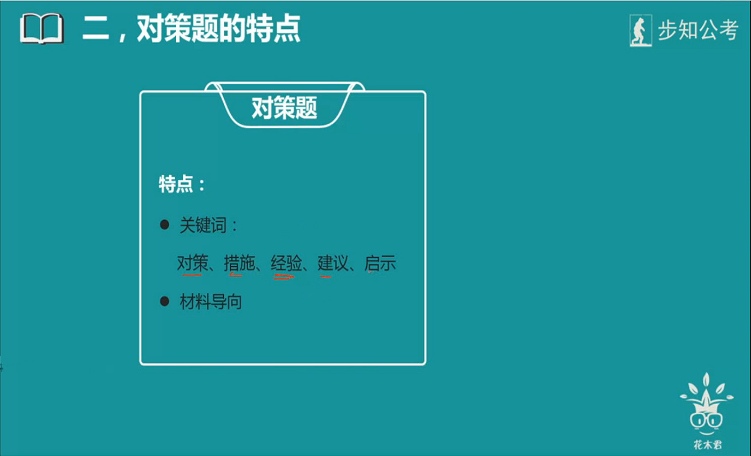 二，对策题的特点
步知公考
对策题
特点：
关键词：
对策、措施、经验、建议、启示
材料导向
花木君